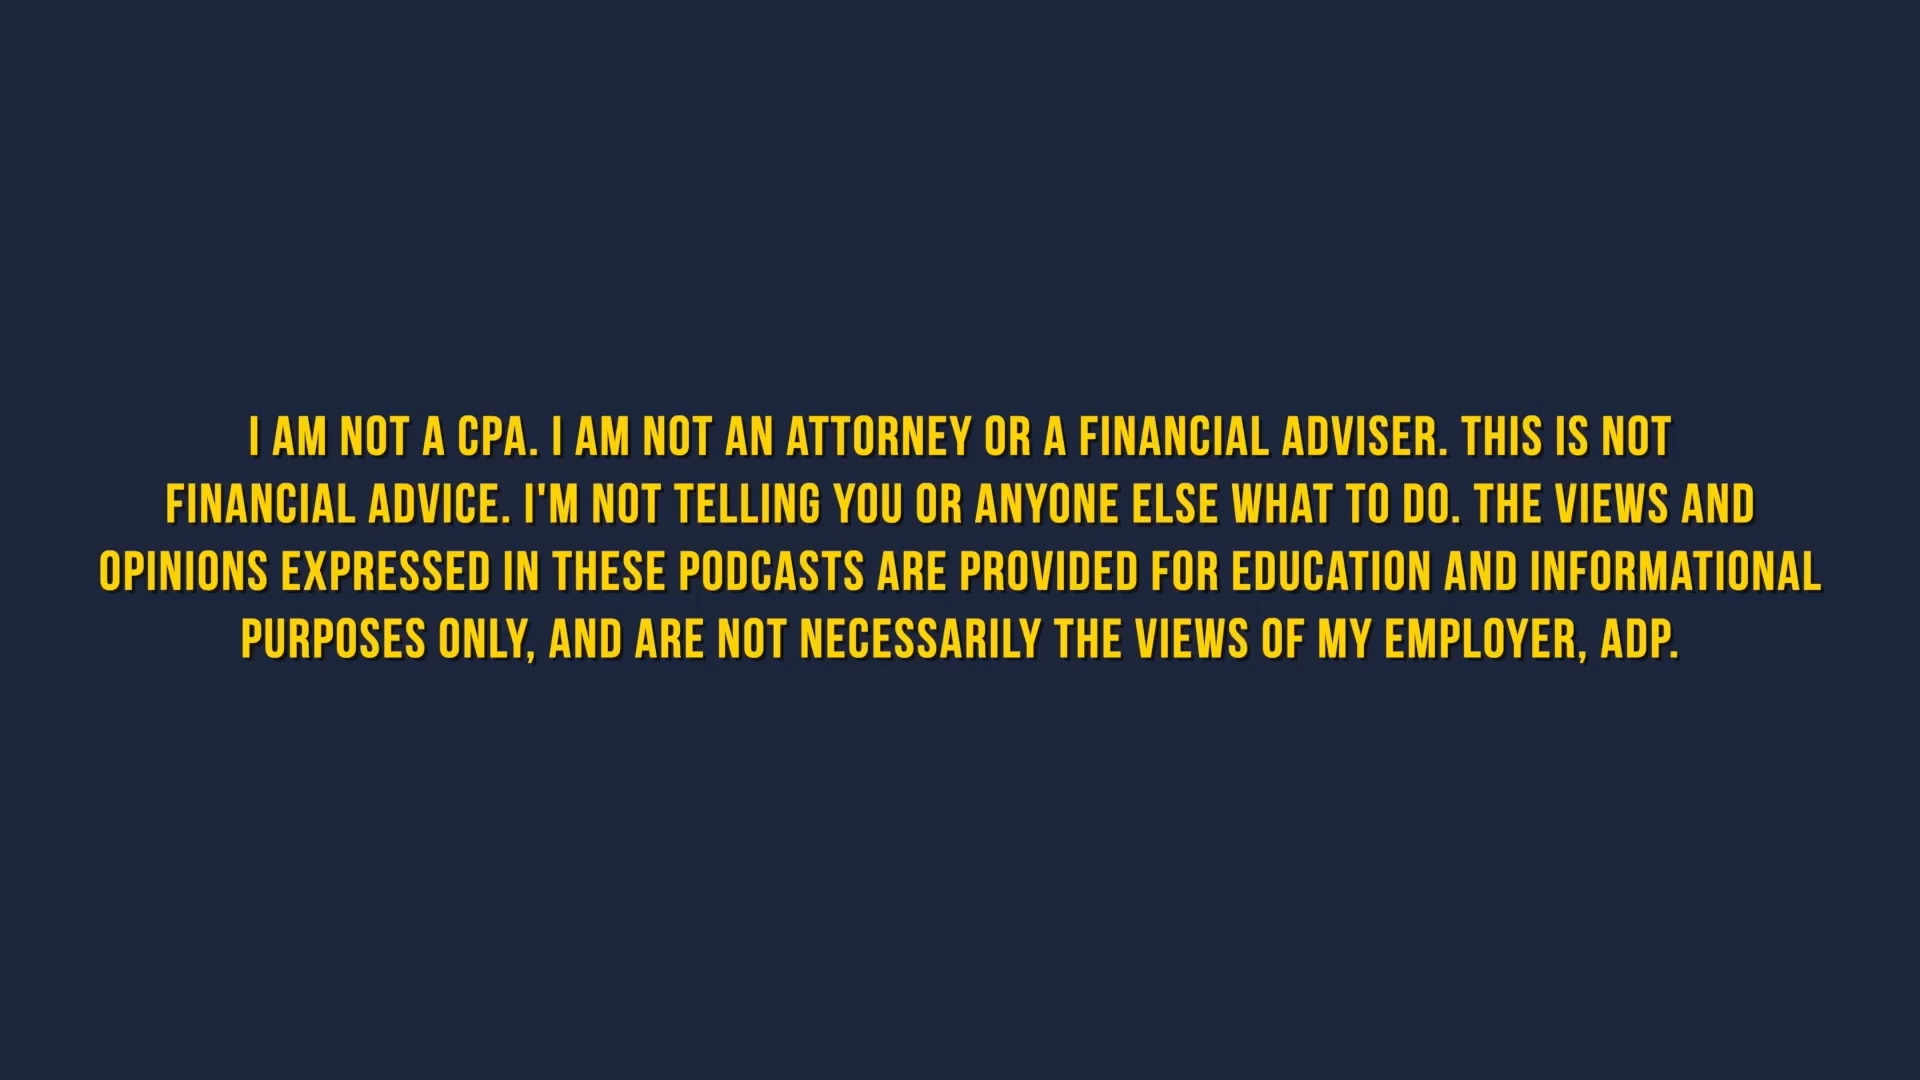 I AM NOT A CPA. I AM NOT AN ATTORNEY OR A FINANCIAL ADVISER. THIS IS NOT
FINANCIAL ADVICE. I'M NOT TELLING YOU OR ANYONE ELSE WHAT TO DO. THE VIEWS AND
OPINIONS EXPRESSED IN THESE PODCASTS ARE PROVIDED FOR EDUCATION AND INFORMATIONAL
PURPOSES ONLY, AND ARE NOT NECESSARILY THE VIEWS OF MY EMPLOYER, ADP.